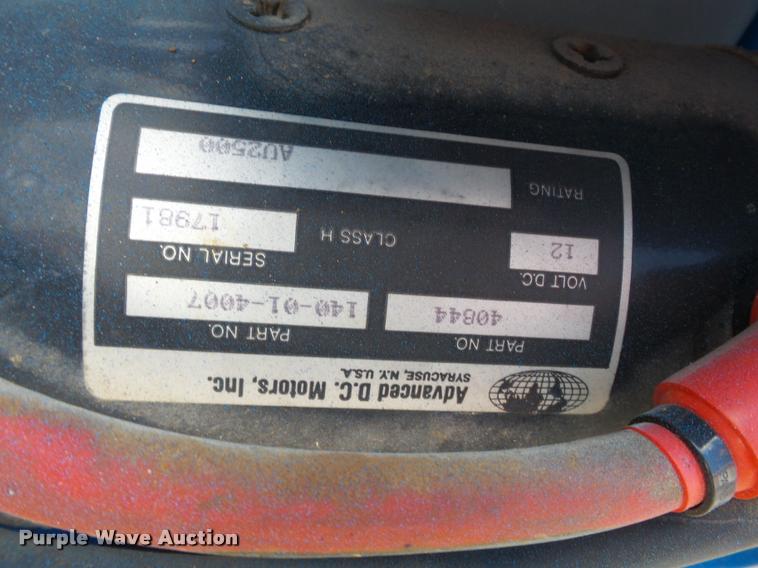 Advanced D.C. Motors, Inc.
SYRACUSE, N.Y. U.S.A.
PART NO. PART NO.
40844 140-01-4007
VOLT D.C. SERIAL NO.
12 CLASS H 17981
RATING
AU2500
Purple Wave Auction